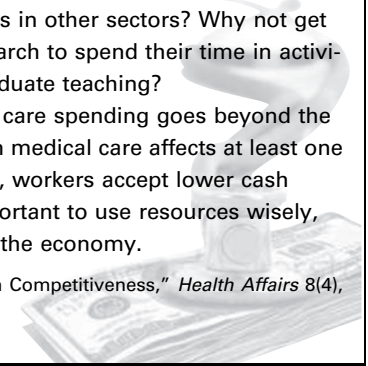 s in other sectors? Why not get
arch to spend their time in activi-
duate teaching?
care spending goes beyond the
n medical care affects at least one
, workers accept lower cash
portant to use resources wisely,
the economy.
n Competitiveness,” Health Affairs 8(4),